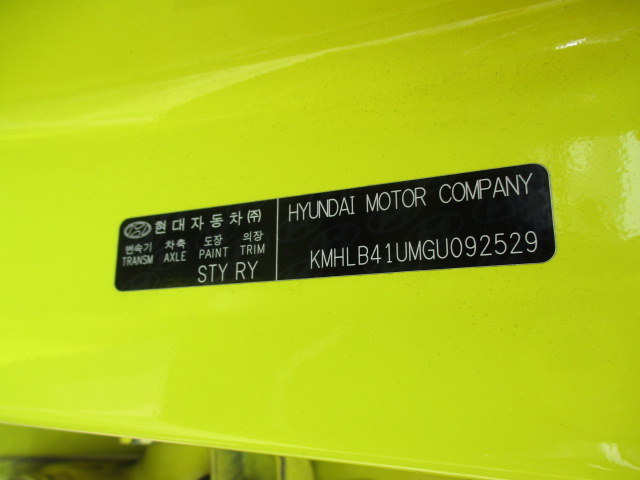 현대자동차㈜
변속기 차축 도장 의장
TRANSM AXLE PAINT TRIM
STY RY
HYUNDAI MOTOR COMPANY
KMHLB41UMGU092529